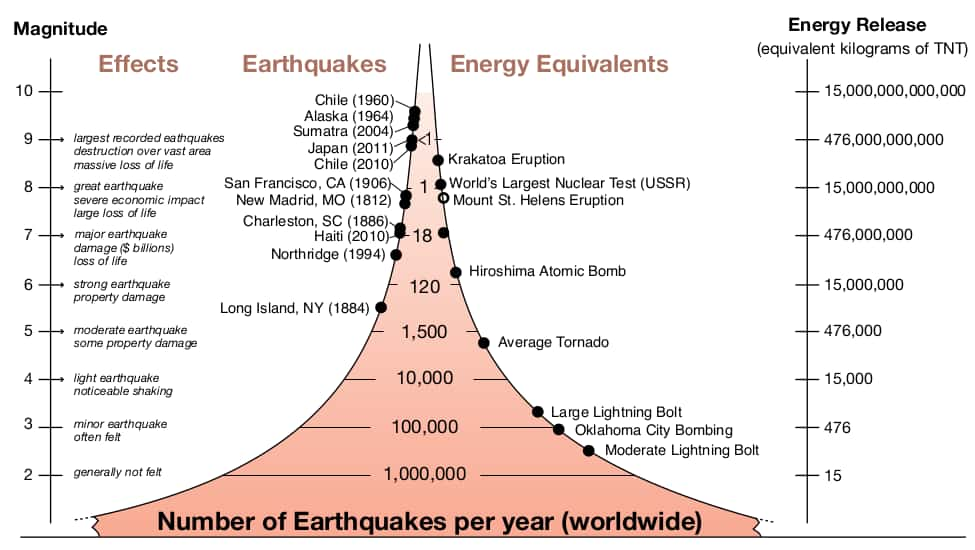 Magnitude
Energy Release
(equivalent kilograms of TNT)
Effects
Earthquakes
Energy Equivalents
10
15,000,000,000,000
Chile (1960)
Alaska (1964)
Sumatra (2004)
Japan (2011)
Chile (2010)
9
largest recorded eathquakes
destruction over vast area
massive loss of life
<1
476,000,000,000
Krakatoa Eruption
8
great earthquake
severe economic impact
large loss of life
San Francisco, CA (1906)
New Madrid, MO (1812)
1
World's Largest Nuclear Test (USSR)
Mount St. Helens Eruption
15,000,000,000
Charleston, SC (1886)
Haiti (2010)
Northridge (1994)
7
major earthquake
damage ($ billions)
loss of life
18
476,000,000
Hiroshima Atomic Bomb
6
strong earthquake
property damage
120
15,000,000
Long Island, NY (1884)
5
moderate earthquake
some property damage
1,500
476,000
Average Tornado
4
light earthquake
noticeable shaking
10,000
15,000
Large Lightning Bolt
3
minor earthquake
often felt
100,000
Oklahoma City Bombing
476
Moderate Lightning Bolt
2
generally not felt
1,000,000
15
Number of Earthquakes per year (worldwide)